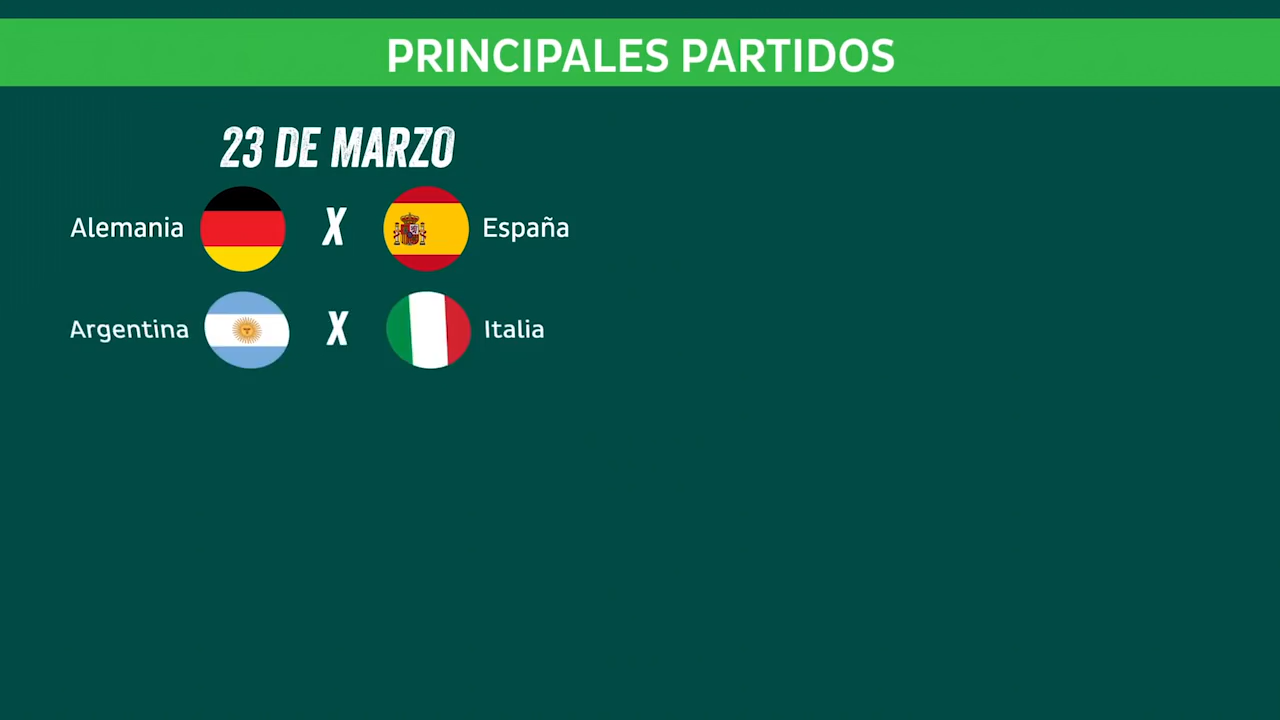 PRINCIPALES PARTIDOS
23 DE MARZO
Alemania X España
Argentina X Italia